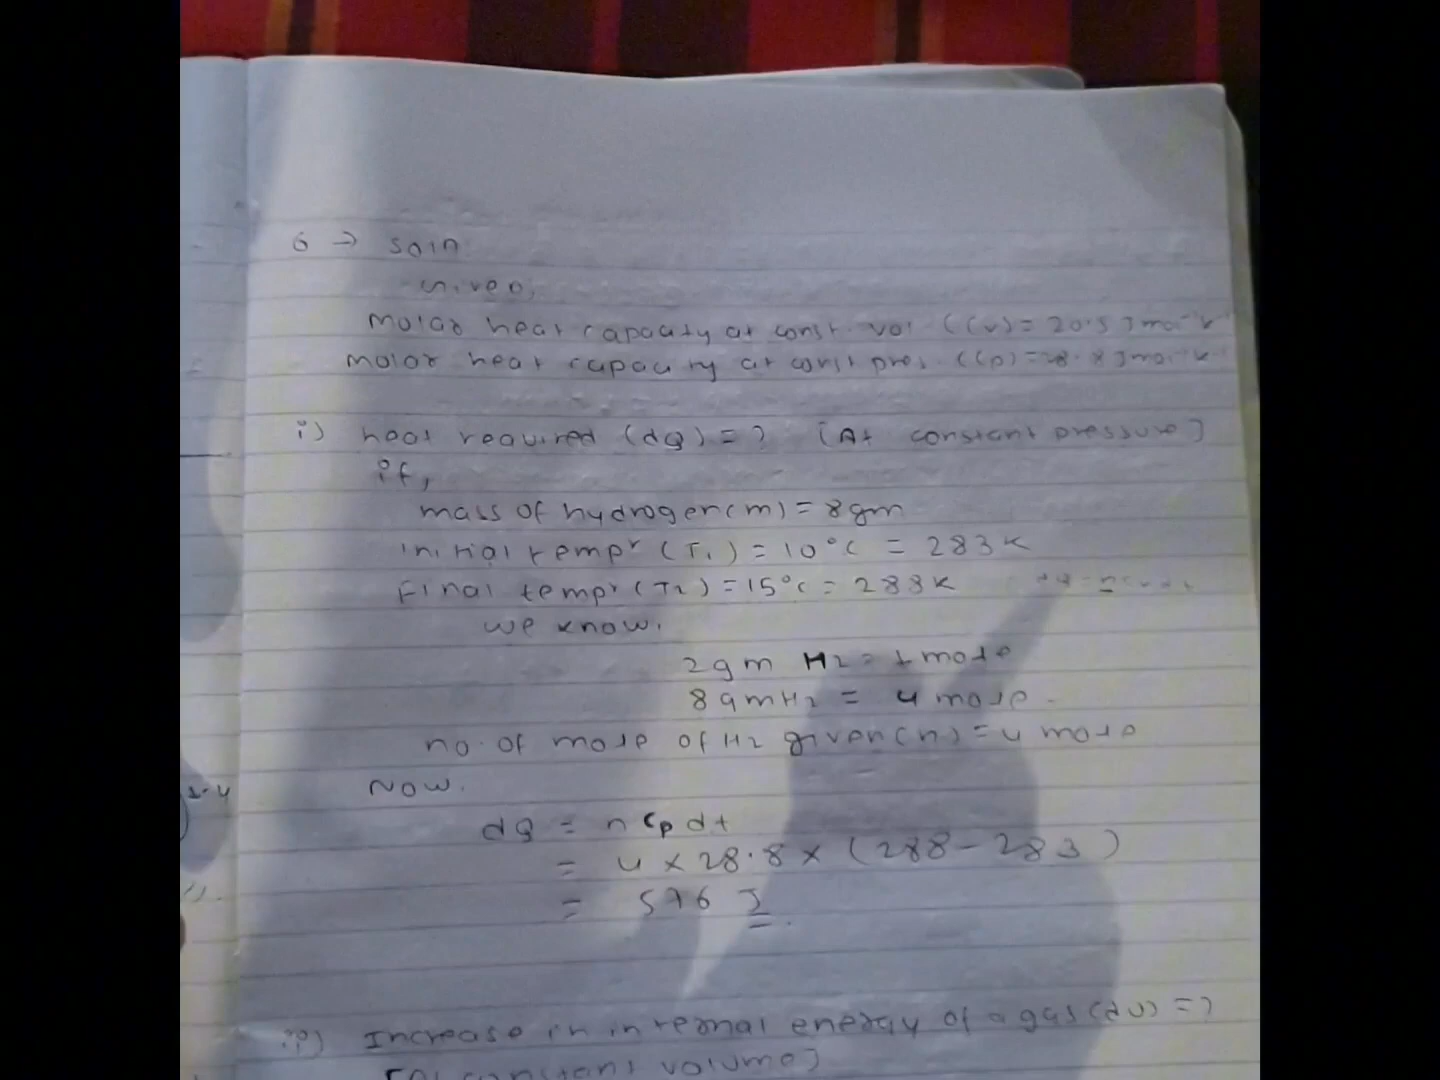 6 → Soln.
Given,
Molar heat capacity at const. vol. (Cv) = 20.5 J mol⁻¹ K⁻¹
Molar heat capacity at const pres. (Cp) = 28.8 J mol⁻¹ K⁻¹
i) heat required (dQ) = ? [At constant pressure]
if,
mass of hydrogen (m) = 8gm
Initial tempr (T1) = 10°C = 283K
Final tempr (T2) = 15°C = 288K
we know.
2gm H2 = 1 mole
8gm H2 = 4 mole.
no. of mole of H2 given (n) = 4 mole
Now.
dQ = n Cp dt
= 4 × 28.8 × (288 - 283)
= 576 J.
ii) Increase in internal energy of a gas (dU) = ?
[At constant volume]